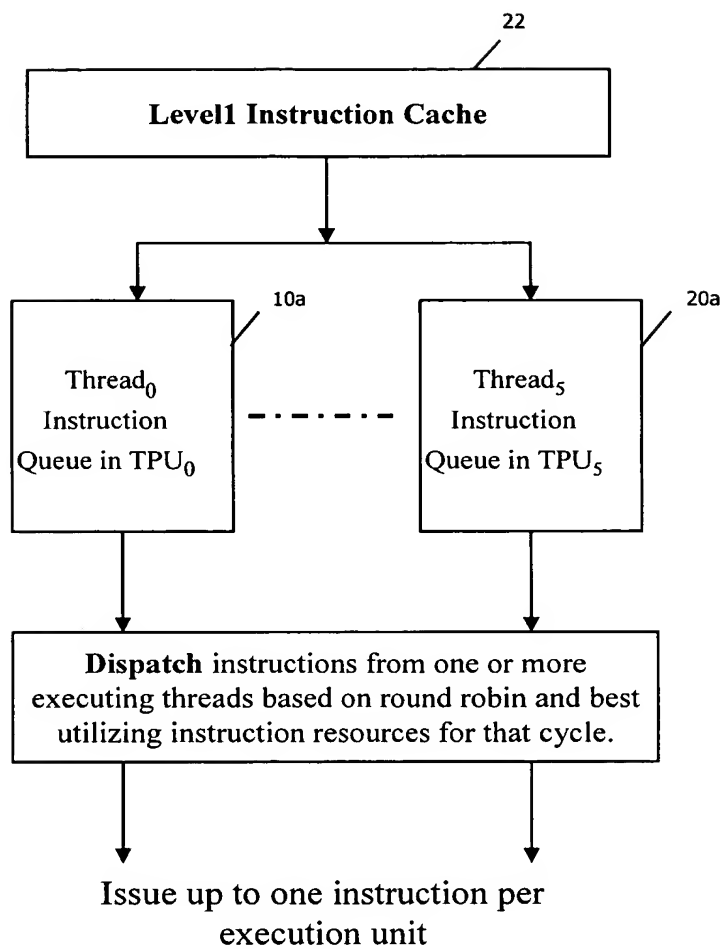 22
Level1 Instruction Cache
10a
20a
Thread0
Instruction
Queue in TPU0
Thread5
Instruction
Queue in TPU5
Dispatch instructions from one or more
executing threads based on round robin and best
utilizing instruction resources for that cycle.
Issue up to one instruction per
execution unit